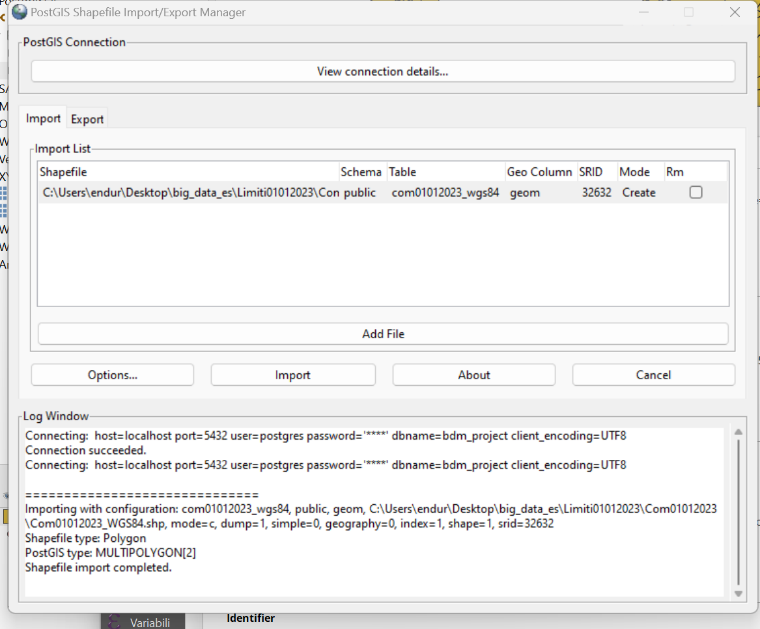 PostGIS Shapefile Import/Export Manager
PostGIS Connection
View connection details...
Import Export
Import List
Shapefile Schema Table Geo Column SRID Mode Rm
C:\Users\endur\Desktop\big_data_es\Limiti01012023\Con public com01012023_wgs84 geom 32632 Create
Add File
Options... Import About Cancel
Log Window
Connecting: host=localhost port=5432 user=postgres password='****' dbname=bdm_project client_encoding=UTF8
Connection succeeded.
Connecting: host=localhost port=5432 user=postgres password='****' dbname=bdm_project client_encoding=UTF8
==============================
Importing with configuration: com01012023_wgs84, public, geom, C:\Users\endur\Desktop\big_data_es\Limiti01012023\Com01012023
\Com01012023_WGS84.shp, mode=c, dump=1, simple=0, geography=0, index=1, shape=1, srid=32632
Shapefile type: Polygon
PostGIS type: MULTIPOLYGON[2]
Shapefile import completed.
Variabili Identifier